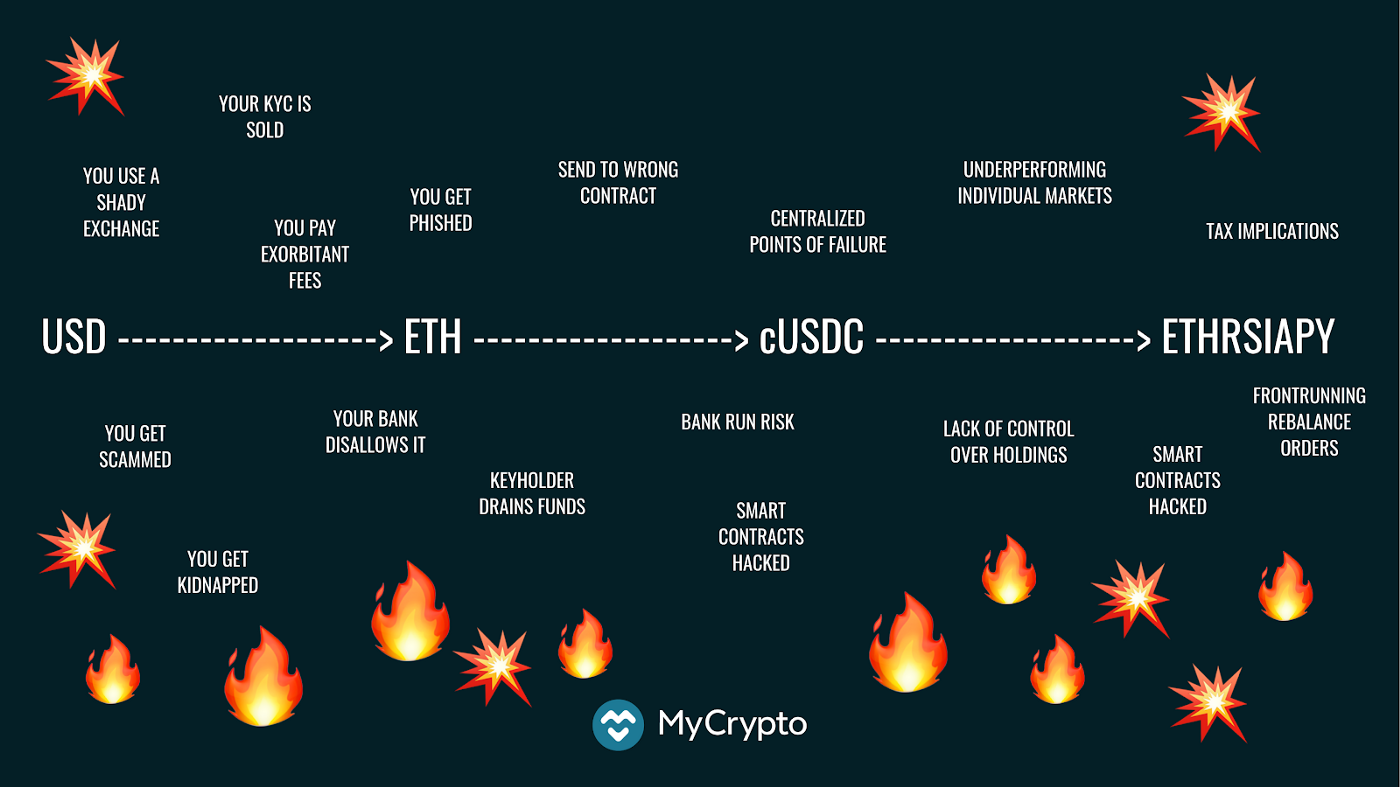 YOUR KYC IS
SOLD
YOU USE A
SHADY
EXCHANGE
YOU PAY
EXORBITANT
FEES
YOU GET
PHISHED
SEND TO WRONG
CONTRACT
CENTRALIZED
POINTS OF FAILURE
UNDERPERFORMING
INDIVIDUAL MARKETS
TAX IMPLICATIONS
USD -------------------> ETH -------------------> cUSDC -------------------> ETHRSIAPY
YOU GET
SCAMMED
YOUR BANK
DISALLOWS IT
YOU GET
KIDNAPPED
KEYHOLDER
DRAINS FUNDS
BANK RUN RISK
SMART
CONTRACTS
HACKED
LACK OF CONTROL
OVER HOLDINGS
SMART
CONTRACTS
HACKED
FRONTRUNNING
REBALANCE
ORDERS
MyCrypto